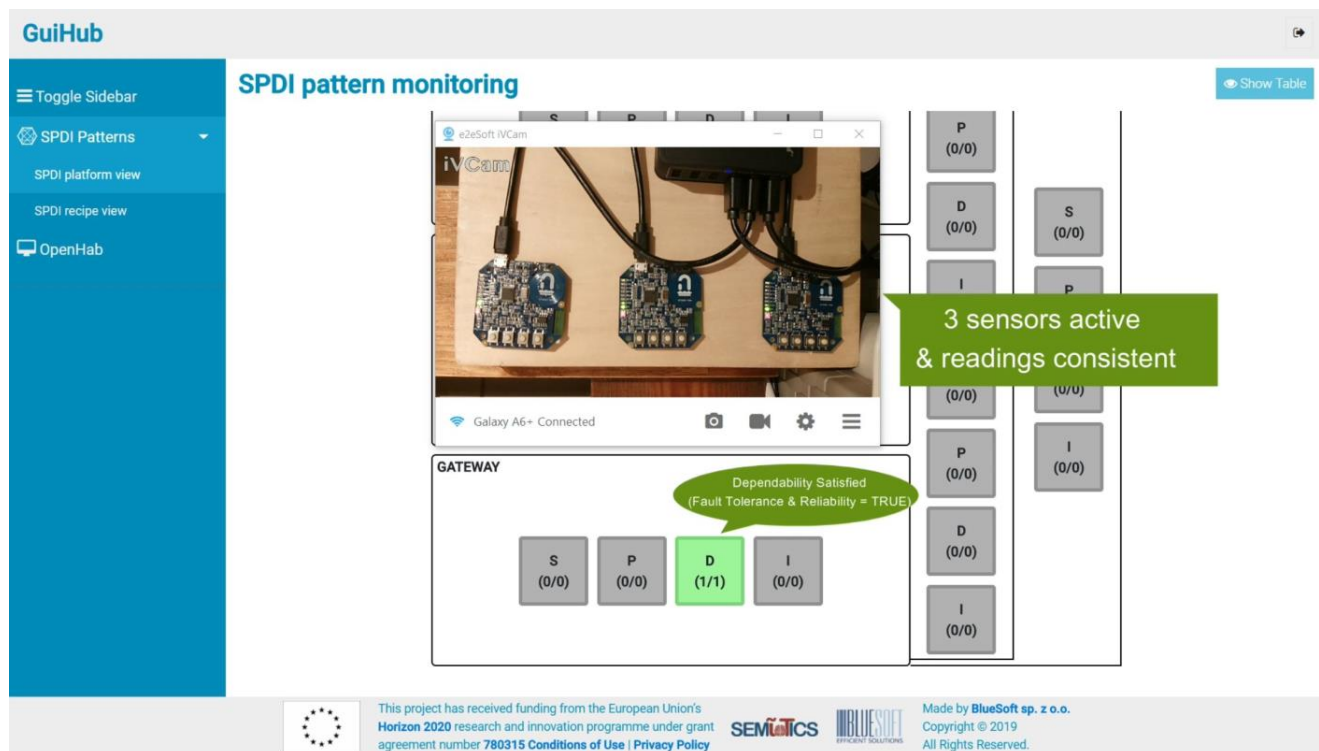 GuiHub
Toggle Sidebar
SPDI Patterns
SPDI platform view
SPDI recipe view
OpenHab
SPDI pattern monitoring
Show Table
S P D I
e2eSoft iVCam
iVCam
Galaxy A6+ Connected
P
(0/0)
D
(0/0)
I
(0/0)
P
(0/0)
D
(0/0)
I
(0/0)
S
(0/0)
P
(0/0)
I
(0/0)
3 sensors active
& readings consistent
GATEWAY
Dependability Satisfied
(Fault Tolerance & Reliability = TRUE)
S P D I
(0/0) (0/0) (1/1) (0/0)
This project has received funding from the European Union's
Horizon 2020 research and innovation programme under grant
agreement number 780315 Conditions of Use | Privacy Policy
SEMIoTICS
BLUESOFT
EFFICIENT SOLUTIONS
Made by BlueSoft sp. z o.o.
Copyright © 2019
All Rights Reserved.